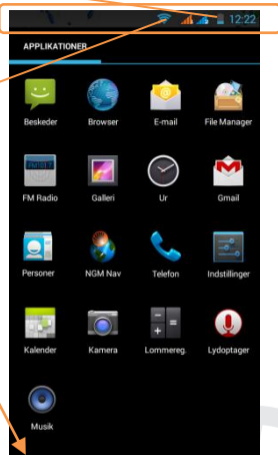 12:22
APPLIKATIONER
Beskeder Browser E-mail File Manager
FM Radio Galleri Ur Gmail
Personer NGM Nav Telefon Indstillinger
Kalender Kamera Lommereg. Lydoptager
Musik